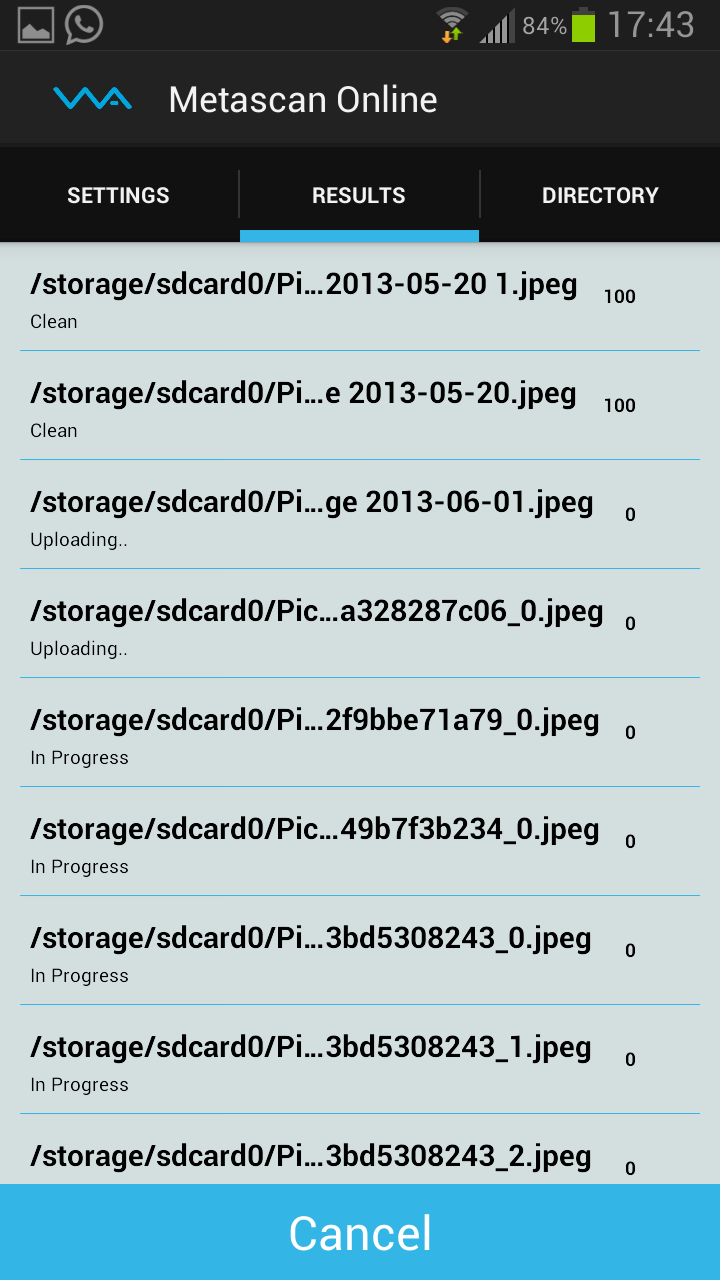 84% 17:43
Metascan Online
SETTINGS RESULTS DIRECTORY
/storage/sdcard0/Pi...2013-05-20 1.jpeg 100
Clean
/storage/sdcard0/Pi...e 2013-05-20.jpeg 100
Clean
/storage/sdcard0/Pi...ge 2013-06-01.jpeg 0
Uploading..
/storage/sdcard0/Pic...a328287c06_0.jpeg 0
Uploading..
/storage/sdcard0/Pi...2f9bbe71a79_0.jpeg 0
In Progress
/storage/sdcard0/Pic...49b7f3b234_0.jpeg 0
In Progress
/storage/sdcard0/Pi...3bd5308243_0.jpeg 0
In Progress
/storage/sdcard0/Pi...3bd5308243_1.jpeg 0
In Progress
/storage/sdcard0/Pi...3bd5308243_2.jpeg 0
Cancel